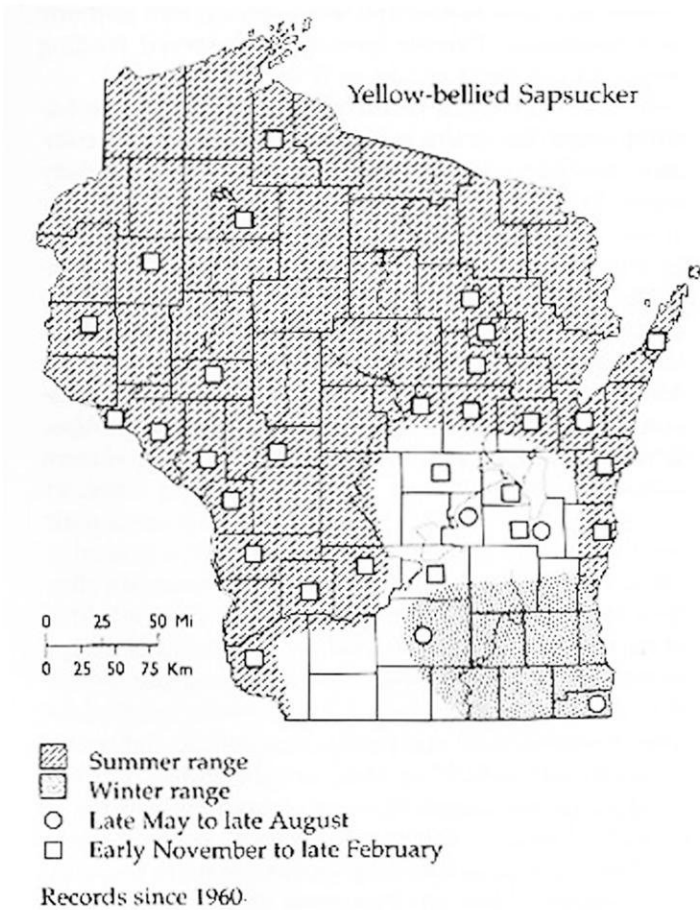 Yellow-bellied Sapsucker
0 25 50 Mi
0 25 50 75 Km
Summer range
Winter range
Late May to late August
Early November to late February
Records since 1960.